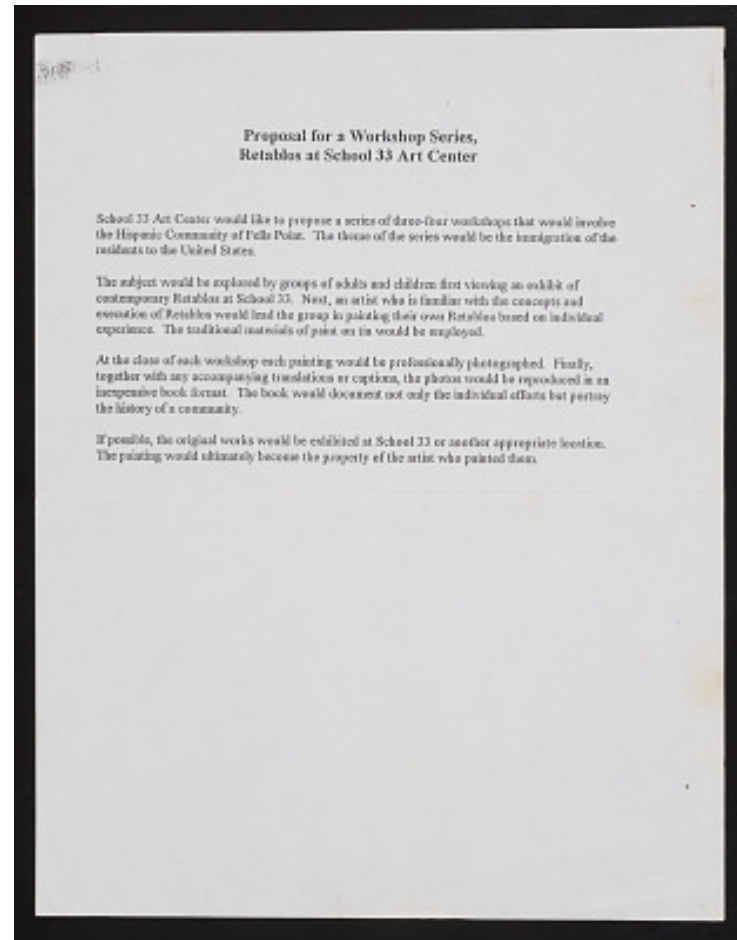 Proposal for a Workshop Series,
Retablos at School 33 Art Center
School 33 Art Center would like to propose a series of three-four workshops that would involve
the Hispanic Community of Fells Point. The theme of the series would be the immigration of the
residents to the United States.
The subject would be explored by groups of adults and children first viewing an exhibit of
contemporary Retablos at School 33. Next, an artist who is familiar with the concepts and
execution of Retablos would lead the group in painting their own Retablos based on individual
experience. The traditional materials of paint on tin would be employed.
At the close of each workshop each painting would be professionally photographed. Finally,
together with any accompanying translations or captions, the photos would be reproduced in an
inexpensive book format. The book would document not only the individual efforts but portray
the history of a community.
If possible, the original works would be exhibited at School 33 or another appropriate location.
The painting would ultimately become the property of the artist who painted them.